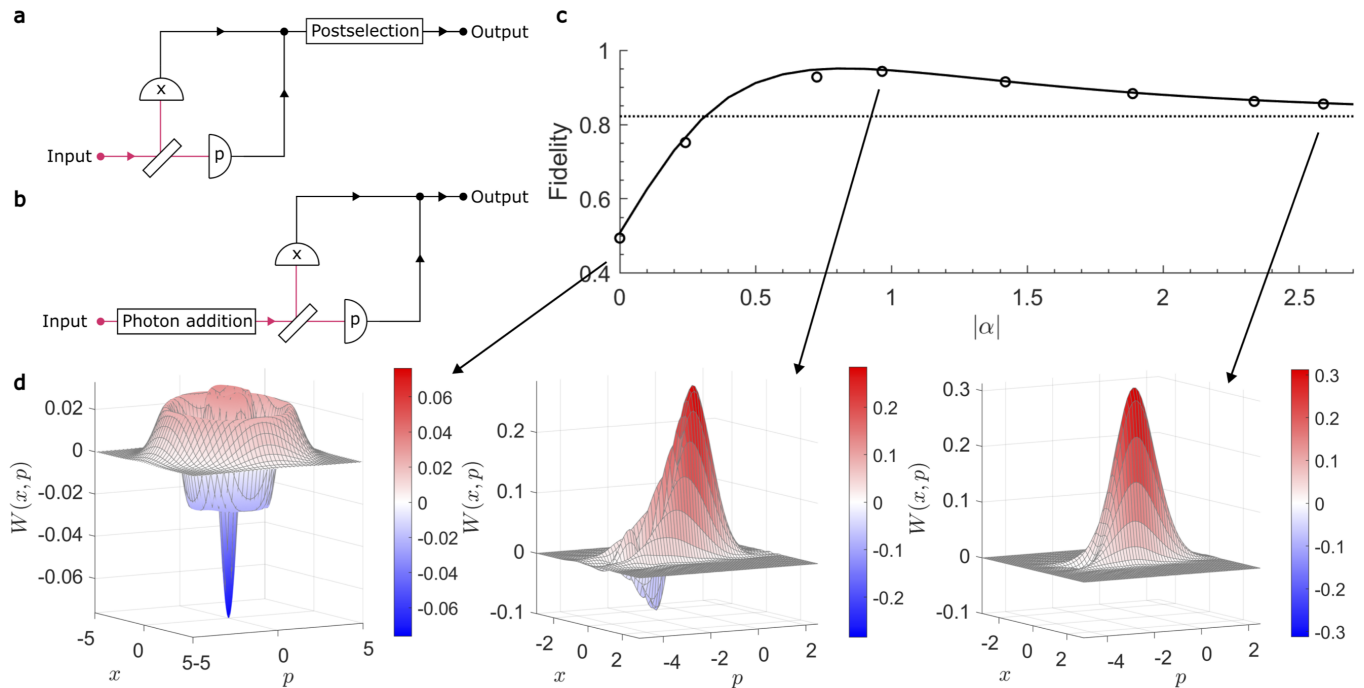 a
Postselection
Output
x
Input
p
b
Output
x
Input
Photon addition
p
c
1
0.8
0.6
0.4
Fidelity
0
0.5
1
1.5
2
2.5
|α|
d
0.02
0
-0.02
-0.04
-0.06
W(x, p)
-5
0
5
-5
0
5
x
p
0.06
0.04
0.02
0
-0.02
-0.04
-0.06
0.2
0.1
0
-0.1
W(x, p)
-2
0
2
-4
-2
0
2
x
p
0.2
0.1
0
-0.1
-0.2
0.3
0.2
0.1
0
-0.1
W(x, p)
-2
0
2
-4
-2
0
2
x
p
0.3
0.2
0.1
0
-0.1
-0.2
-0.3